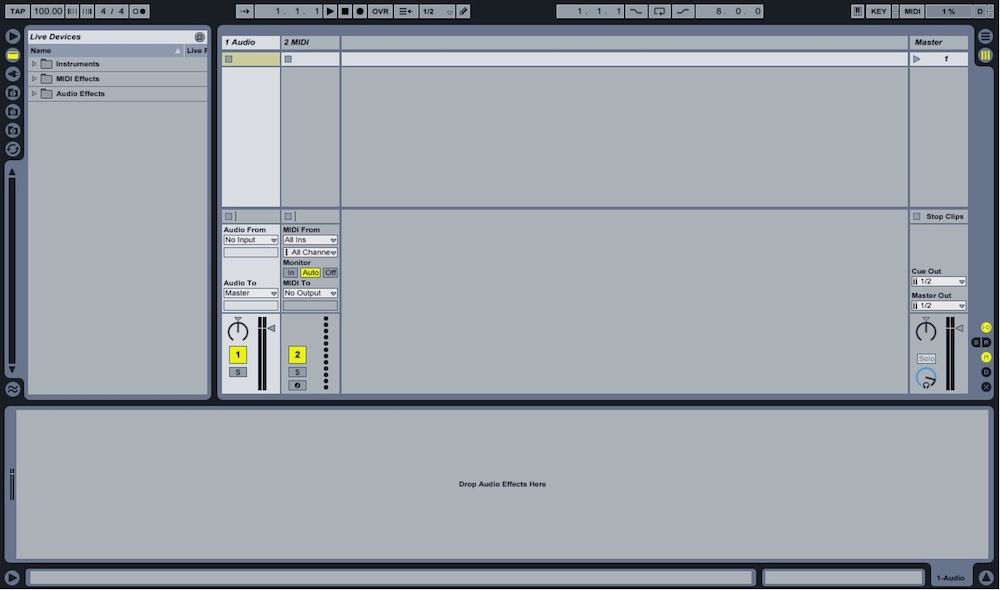 TAP 100.00 4 / 4 1. 1. 1 OVR 1/2 1. 1. 1 8. 0. 0 KEY MIDI 1 % D
Live Devices
Name Live
Instruments
MIDI Effects
Audio Effects
1 Audio 2 MIDI Master
1
Stop Clips
Audio From MIDI From
No Input All Ins
All Channe
Monitor
In Auto Off
Cue Out
Audio To MIDI To
1/2
Master No Output
Master Out
1/2
1 2
S S
Solo
R
M
D
X
Drop Audio Effects Here
1-Audio